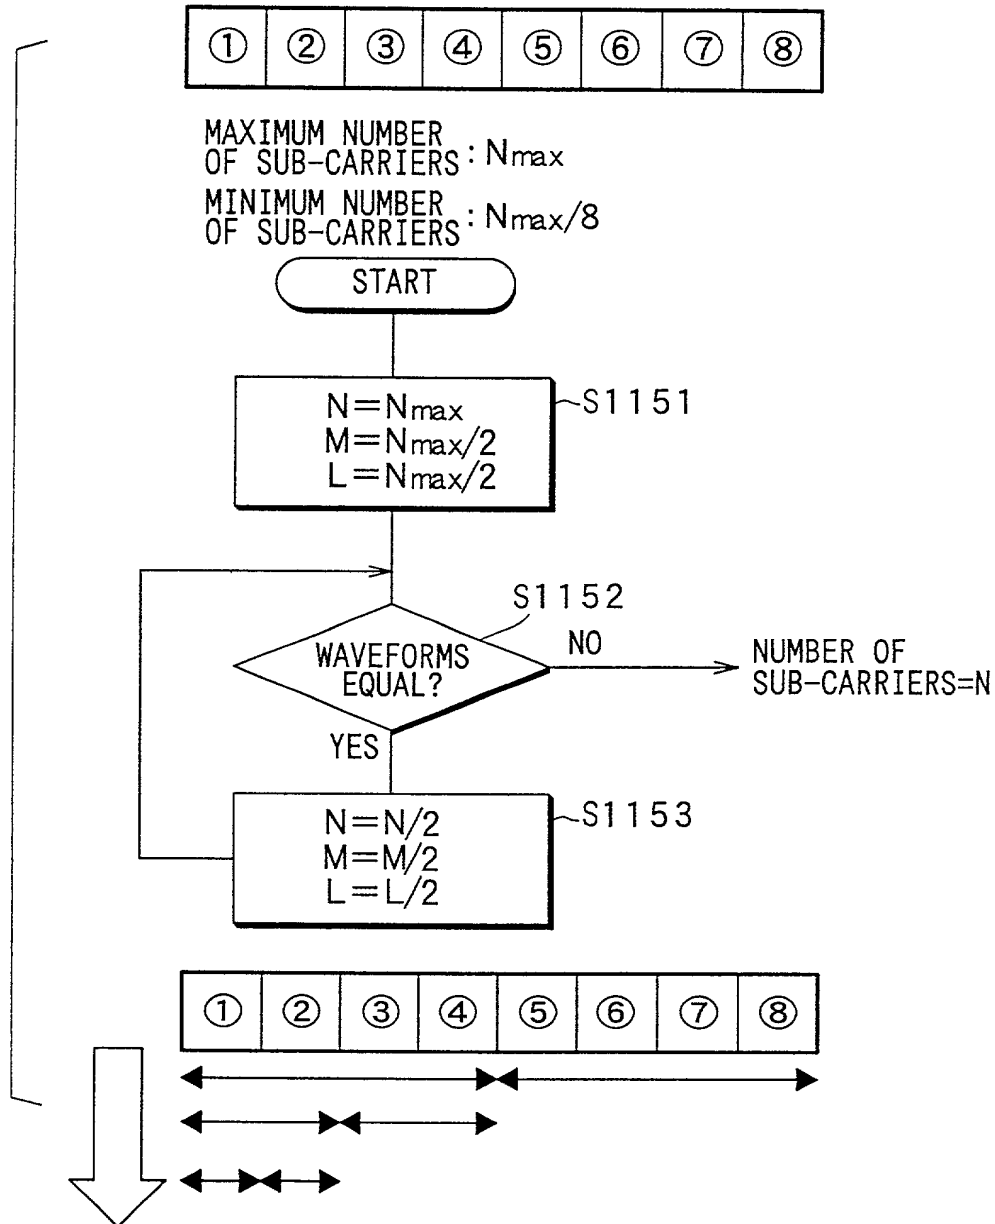 ① ② ③ ④ ⑤ ⑥ ⑦ ⑧
MAXIMUM NUMBER
OF SUB-CARRIERS : Nmax
MINIMUM NUMBER
OF SUB-CARRIERS : Nmax/8
START
S1151
N=Nmax
M=Nmax/2
L=Nmax/2
S1152
WAVEFORMS
EQUAL?
NO
NUMBER OF
SUB-CARRIERS=N
YES
S1153
N=N/2
M=M/2
L=L/2
① ② ③ ④ ⑤ ⑥ ⑦ ⑧